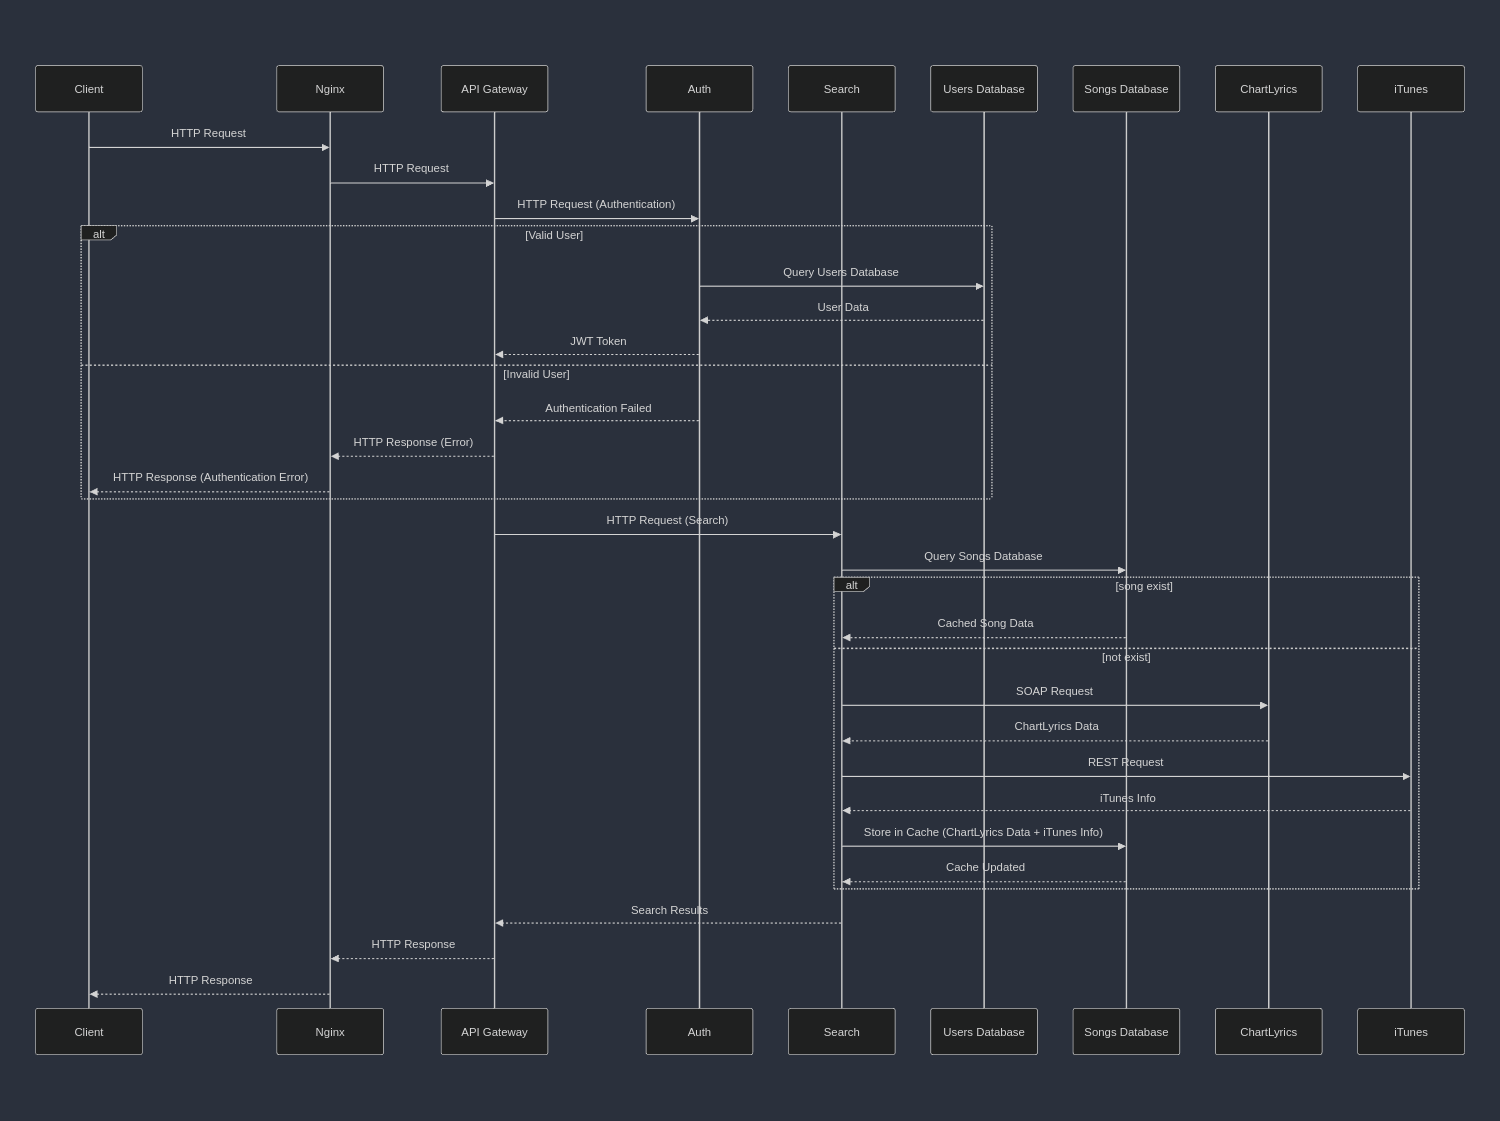 Client
Nginx
API Gateway
Auth
Search
Users Database
Songs Database
ChartLyrics
iTunes
HTTP Request
HTTP Request
HTTP Request (Authentication)
alt
[Valid User]
Query Users Database
User Data
JWT Token
[Invalid User]
Authentication Failed
HTTP Response (Error)
HTTP Response (Authentication Error)
HTTP Request (Search)
Query Songs Database
alt
[song exist]
Cached Song Data
[not exist]
SOAP Request
ChartLyrics Data
REST Request
iTunes Info
Store in Cache (ChartLyrics Data + iTunes Info)
Cache Updated
Search Results
HTTP Response
HTTP Response
Client
Nginx
API Gateway
Auth
Search
Users Database
Songs Database
ChartLyrics
iTunes